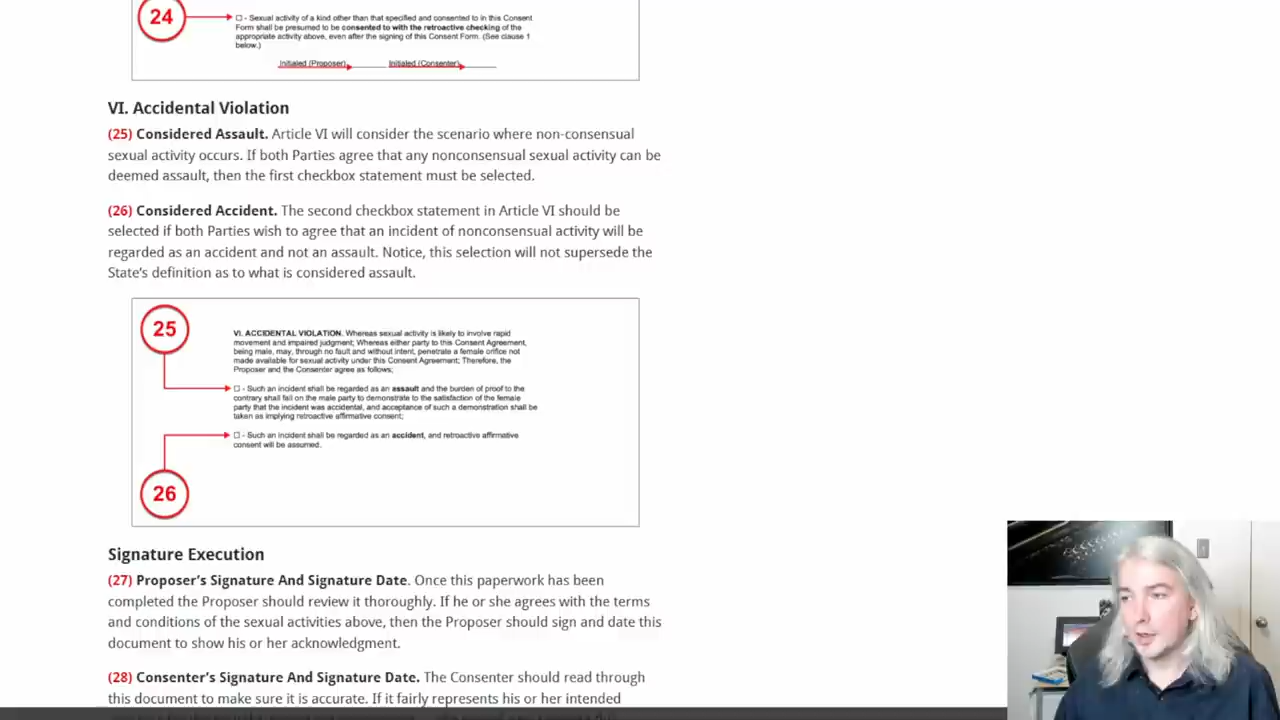 24
☐ - Sexual activity of a kind other than that specified and consented to in this Consent
Form shall be presumed to be consented to with the retroactive checking of the
appropriate activity above, even after the signing of this Consent Form. (See clause 1
below.)
Initialed (Proposer) Initialed (Consenter)
VI. Accidental Violation
(25) Considered Assault. Article VI will consider the scenario where non-consensual
sexual activity occurs. If both Parties agree that any nonconsensual sexual activity can be
deemed assault, then the first checkbox statement must be selected.
(26) Considered Accident. The second checkbox statement in Article VI should be
selected if both Parties wish to agree that an incident of nonconsensual activity will be
regarded as an accident and not an assault. Notice, this selection will not supersede the
State's definition as to what is considered assault.
25
VI. ACCIDENTAL VIOLATION. Whereas sexual activity is likely to involve rapid
movement and impaired judgment; Whereas either party to this Consent Agreement,
being male, may, through no fault and without intent, penetrate a female orifice not
made available for sexual activity under this Consent Agreement; Therefore, the
Proposer and the Consenter agree as follows;
☐ - Such an incident shall be regarded as an assault and the burden of proof to the
contrary shall fall on the male party to demonstrate to the satisfaction of the female
party that the incident was accidental, and acceptance of such a demonstration shall be
taken as implying retroactive affirmative consent;
☐ - Such an incident shall be regarded as an accident, and retroactive affirmative
consent will be assumed.
26
Signature Execution
(27) Proposer's Signature And Signature Date. Once this paperwork has been
completed the Proposer should review it thoroughly. If he or she agrees with the terms
and conditions of the sexual activities above, then the Proposer should sign and date this
document to show his or her acknowledgment.
(28) Consenter's Signature And Signature Date. The Consenter should read through
this document to make sure it is accurate. If it fairly represents his or her intended